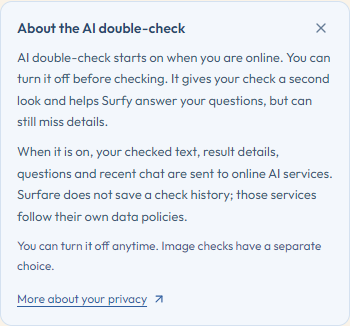 About the AI double-check
AI double-check starts on when you are online. You can
turn it off before checking. It gives your check a second
look and helps Surfy answer your questions, but can
still miss details.
When it is on, your checked text, result details,
questions and recent chat are sent to online AI services.
Surfare does not save a check history; those services
follow their own data policies.
You can turn it off anytime. Image checks have a separate
choice.
More about your privacy